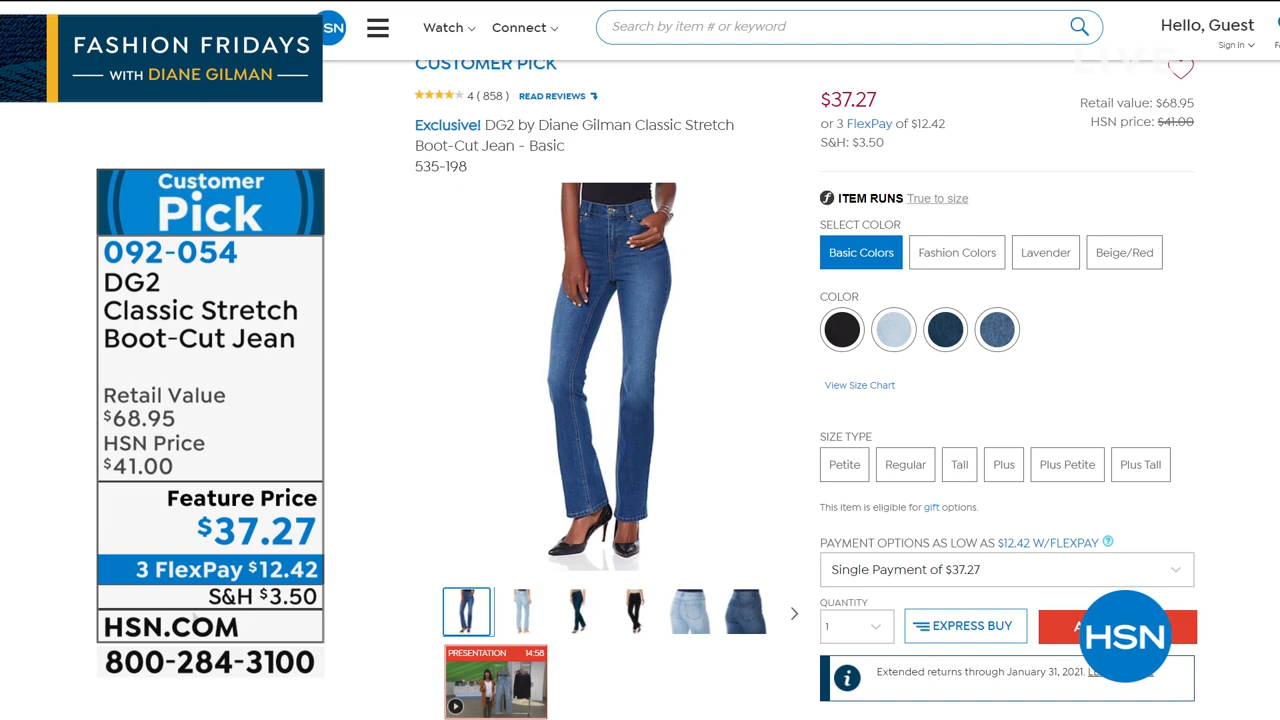 FASHION FRIDAYS
WITH DIANE GILMAN
Customer
Pick
092-054
DG2
Classic Stretch
Boot-Cut Jean
Retail Value
$68.95
HSN Price
$41.00
Feature Price
$37.27
3 FlexPay $12.42
S&H $3.50
HSN.COM
800-284-3100
SN
Watch
Connect
Search by item # or keyword
Hello, Guest
Sign In
LIVE
CUSTOMER PICK
4 ( 858 ) READ REVIEWS
Exclusive! DG2 by Diane Gilman Classic Stretch
Boot-Cut Jean - Basic
535-198
PRESENTATION 14:58
$37.27
or 3 FlexPay of $12.42
S&H: $3.50
Retail value: $68.95
HSN price: $41.00
ITEM RUNS True to size
SELECT COLOR
Basic Colors Fashion Colors Lavender Beige/Red
COLOR
View Size Chart
SIZE TYPE
Petite Regular Tall Plus Plus Petite Plus Tall
This item is eligible for gift options.
PAYMENT OPTIONS AS LOW AS $12.42 W/FLEXPAY ?
Single Payment of $37.27
QUANTITY
1
EXPRESS BUY
A
HSN
Extended returns through January 31, 2021.